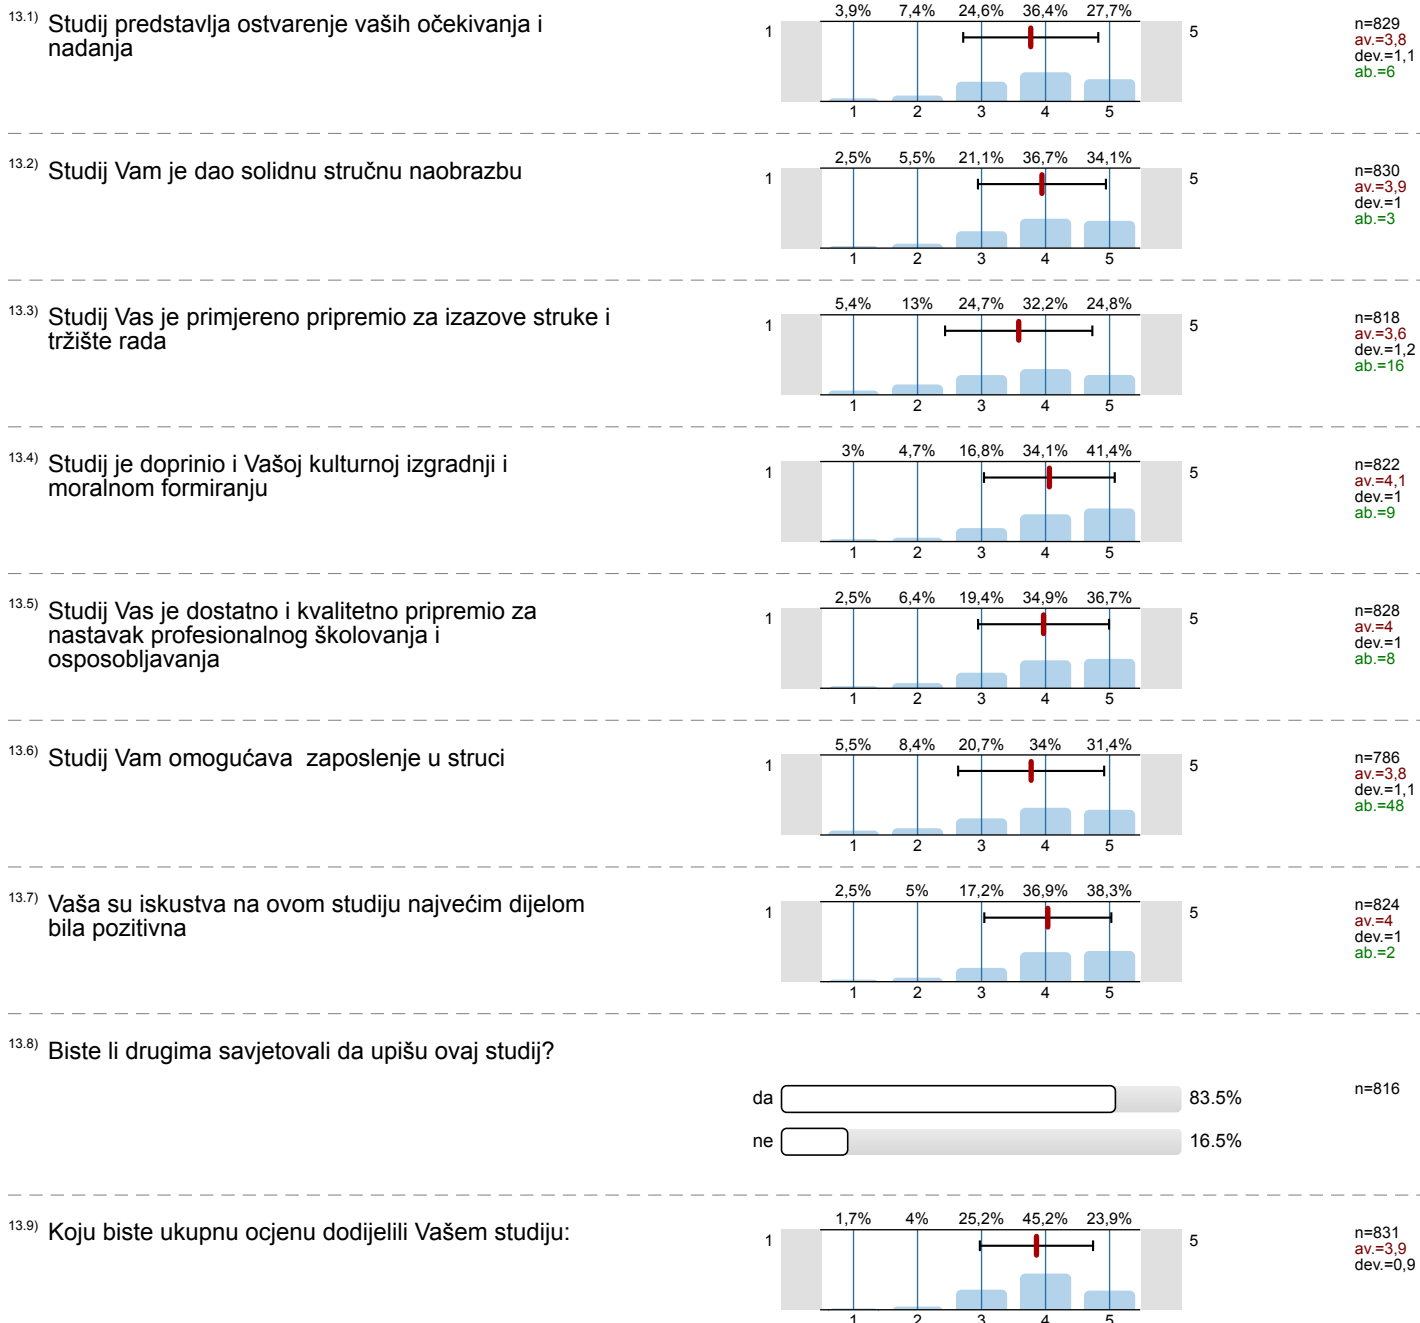 13.1) Studij predstavlja ostvarenje vaših očekivanja i
nadanja
3,9% 7,4% 24,6% 36,4% 27,7%
1 5
1 2 3 4 5
n=829
av.=3,8
dev.=1,1
ab.=6
13.2) Studij Vam je dao solidnu stručnu naobrazbu
2,5% 5,5% 21,1% 36,7% 34,1%
1 5
1 2 3 4 5
n=830
av.=3,9
dev.=1
ab.=3
13.3) Studij Vas je primjereno pripremio za izazove struke i
tržište rada
5,4% 13% 24,7% 32,2% 24,8%
1 5
1 2 3 4 5
n=818
av.=3,6
dev.=1,2
ab.=16
13.4) Studij je doprinio i Vašoj kulturnoj izgradnji i
moralnom formiranju
3% 4,7% 16,8% 34,1% 41,4%
1 5
1 2 3 4 5
n=822
av.=4,1
dev.=1
ab.=9
13.5) Studij Vas je dostatno i kvalitetno pripremio za
nastavak profesionalnog školovanja i
osposobljavanja
2,5% 6,4% 19,4% 34,9% 36,7%
1 5
1 2 3 4 5
n=828
av.=4
dev.=1
ab.=8
13.6) Studij Vam omogućava  zaposlenje u struci
5,5% 8,4% 20,7% 34% 31,4%
1 5
1 2 3 4 5
n=786
av.=3,8
dev.=1,1
ab.=48
13.7) Vaša su iskustva na ovom studiju najvećim dijelom
bila pozitivna
2,5% 5% 17,2% 36,9% 38,3%
1 5
1 2 3 4 5
n=824
av.=4
dev.=1
ab.=2
13.8) Biste li drugima savjetovali da upišu ovaj studij?
da 83.5%
n=816
ne 16.5%
13.9) Koju biste ukupnu ocjenu dodijelili Vašem studiju:
1,7% 4% 25,2% 45,2% 23,9%
1 5
1 2 3 4 5
n=831
av.=3,9
dev.=0,9